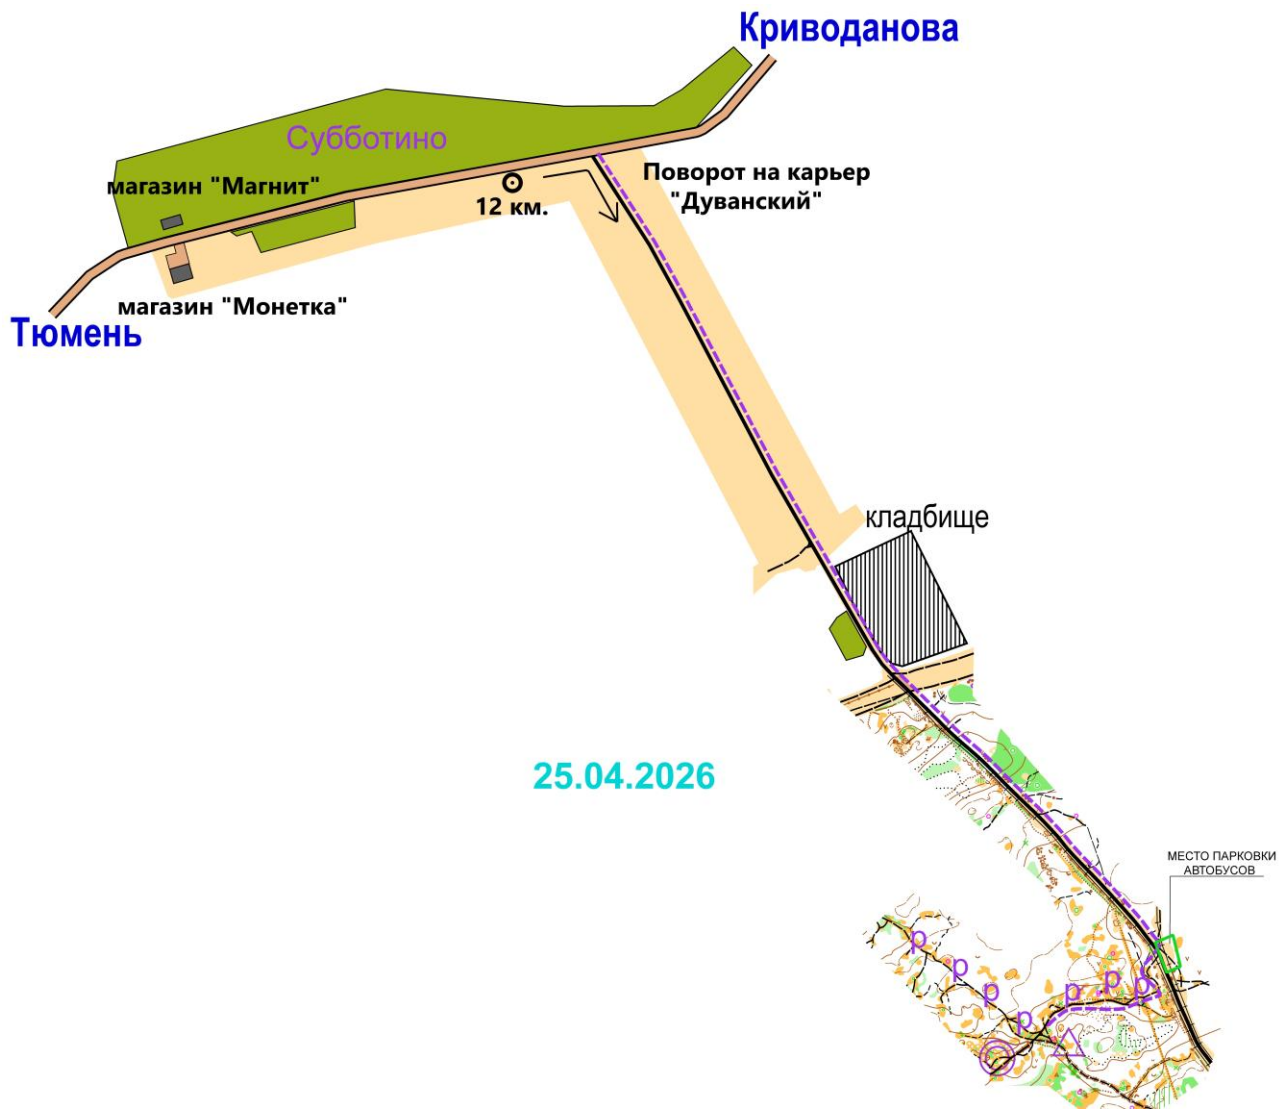 Криводанова
Субботино
магазин "Магнит"
Поворот на карьер
"Дуванский"
12 км.
магазин "Монетка"
Тюмень
кладбище
25.04.2026
МЕСТО ПАРКОВКИ
АВТОБУСОВ
р
р
р
р
р
р
р